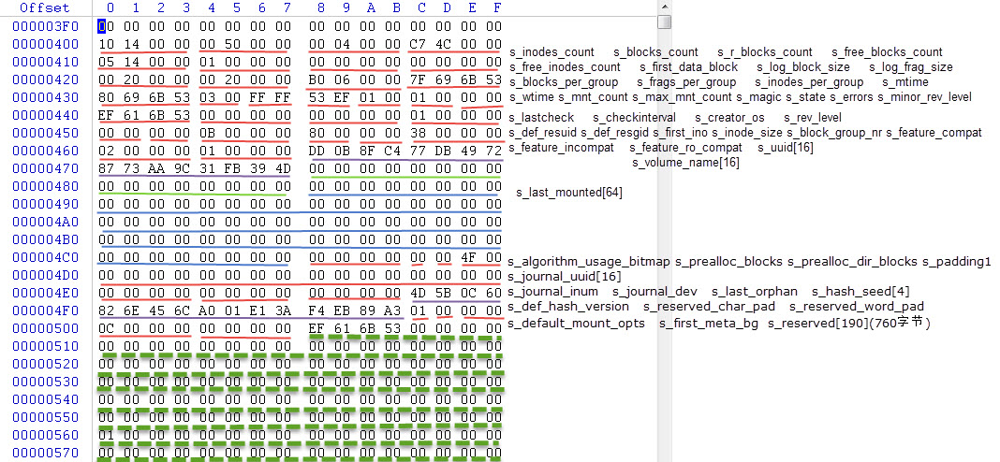 Offset 0 1 2 3 4 5 6 7 8 9 A B C D E F
000003F0 00 00 00 00 00 00 00 00 00 00 00 00 00 00 00 00
00000400 10 14 00 00 00 50 00 00 00 04 00 00 C7 4C 00 00 s_inodes_count s_blocks_count s_r_blocks_count s_free_blocks_count
00000410 05 14 00 00 01 00 00 00 00 00 00 00 00 00 00 00 s_free_inodes_count s_first_data_block s_log_block_size s_log_frag_size
00000420 00 20 00 00 00 20 00 00 B0 06 00 00 7F 69 6B 53 s_blocks_per_group s_frags_per_group s_inodes_per_group s_mtime
00000430 80 69 6B 53 03 00 FF FF 53 EF 01 00 01 00 00 00 s_wtime s_mnt_count s_max_mnt_count s_magic s_state s_errors s_minor_rev_level
00000440 EF 61 6B 53 00 00 00 00 00 00 00 00 01 00 00 00 s_lastcheck s_checkinterval s_creator_os s_rev_level
00000450 00 00 00 00 0B 00 00 00 80 00 00 00 38 00 00 00 s_def_resuid s_def_resgid s_first_ino s_inode_size s_block_group_nr s_feature_compat
00000460 02 00 00 00 01 00 00 00 DD 0B 8F C4 77 DB 49 72 s_feature_incompat s_feature_ro_compat s_uuid[16]
00000470 87 73 AA 9C 31 FB 39 4D 00 00 00 00 00 00 00 00 s_volume_name[16]
00000480 00 00 00 00 00 00 00 00 00 00 00 00 00 00 00 00 s_last_mounted[64]
00000490 00 00 00 00 00 00 00 00 00 00 00 00 00 00 00 00
000004A0 00 00 00 00 00 00 00 00 00 00 00 00 00 00 00 00
000004B0 00 00 00 00 00 00 00 00 00 00 00 00 00 00 00 00
000004C0 00 00 00 00 00 00 00 00 00 00 00 00 00 00 4F 00 s_algorithm_usage_bitmap s_prealloc_blocks s_prealloc_dir_blocks s_padding1
000004D0 00 00 00 00 00 00 00 00 00 00 00 00 00 00 00 00 s_journal_uuid[16]
000004E0 00 00 00 00 00 00 00 00 00 00 00 00 4D 5B 0C 60 s_journal_inum s_journal_dev s_last_orphan s_hash_seed[4]
000004F0 82 6E 45 6C A0 01 E1 3A F4 EB 89 A3 01 00 00 00 s_def_hash_version s_reserved_char_pad s_reserved_word_pad
00000500 0C 00 00 00 00 00 00 00 EF 61 6B 53 00 00 00 00 s_default_mount_opts s_first_meta_bg s_reserved[190](760字节)
00000510 00 00 00 00 00 00 00 00 00 00 00 00 00 00 00 00
00000520 00 00 00 00 00 00 00 00 00 00 00 00 00 00 00 00
00000530 00 00 00 00 00 00 00 00 00 00 00 00 00 00 00 00
00000540 00 00 00 00 00 00 00 00 00 00 00 00 00 00 00 00
00000550 00 00 00 00 00 00 00 00 00 00 00 00 00 00 00 00
00000560 01 00 00 00 00 00 00 00 00 00 00 00 00 00 00 00
00000570 00 00 00 00 00 00 00 00 00 00 00 00 00 00 00 00